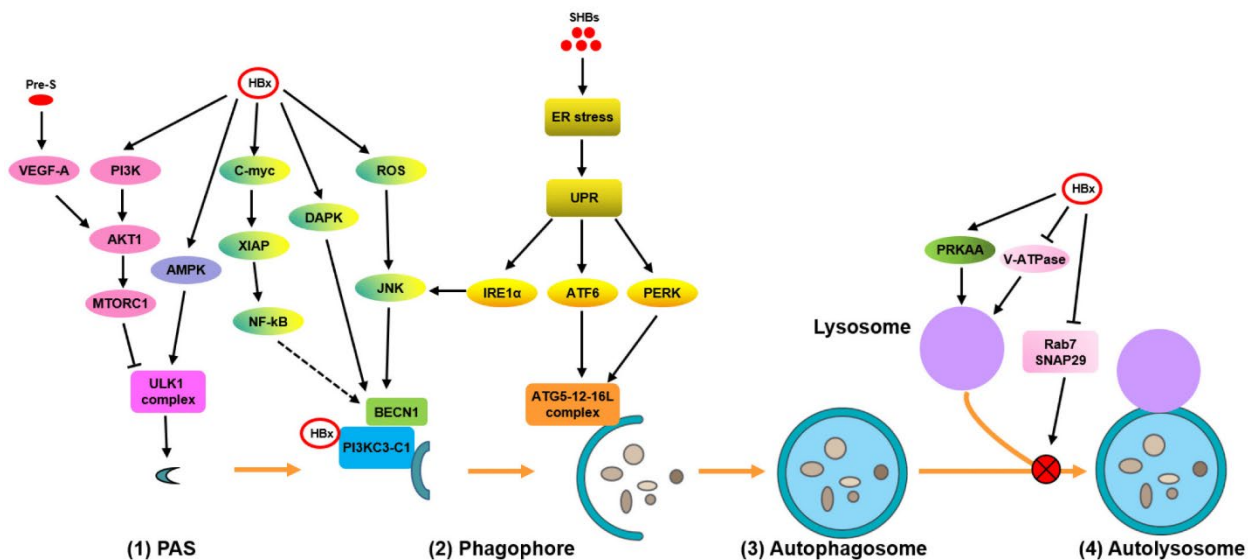 SHBs
Pre-S
HBx
ER stress
VEGF-A
PI3K
C-myc
ROS
UPR
HBx
DAPK
AKT1
XIAP
PRKAA
V-ATPase
AMPK
JNK
IRE1α
ATF6
PERK
MTORC1
NF-kB
Lysosome
Rab7
SNAP29
ULK1
complex
BECN1
ATG5-12-16L
complex
HBx
PI3KC3-C1
(1) PAS
(2) Phagophore
(3) Autophagosome
(4) Autolysosome